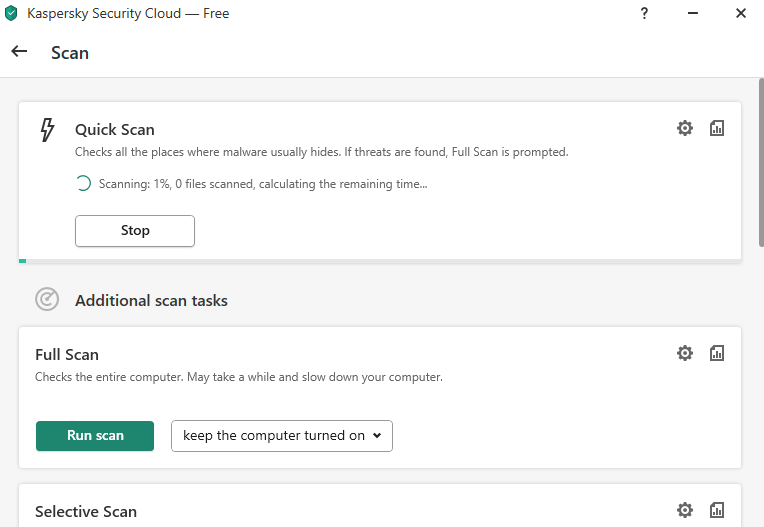 Kaspersky Security Cloud — Free
?
Scan
Quick Scan
Checks all the places where malware usually hides. If threats are found, Full Scan is prompted.
Scanning: 1%, 0 files scanned, calculating the remaining time...
Stop
Additional scan tasks
Full Scan
Checks the entire computer. May take a while and slow down your computer.
Run scan keep the computer turned on
Selective Scan